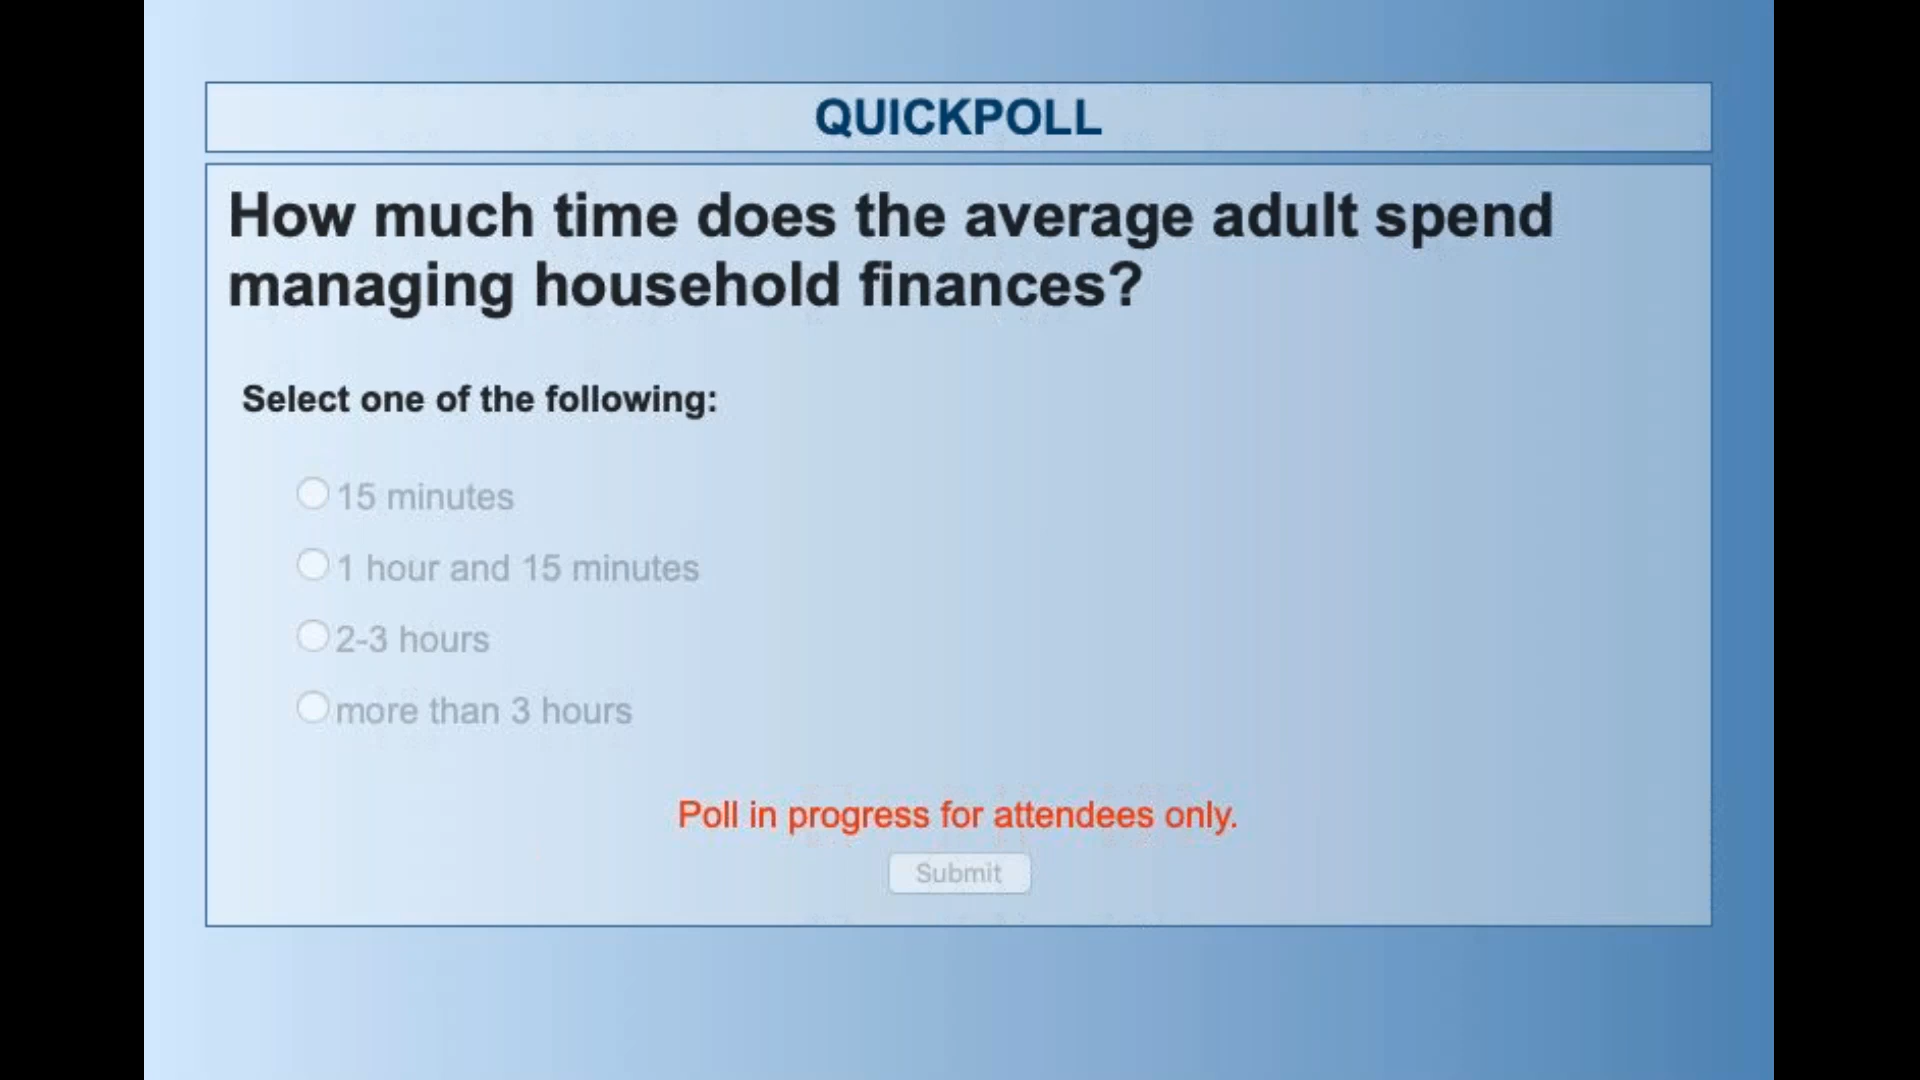 QUICKPOLL
How much time does the average adult spend
managing household finances?
Select one of the following:
15 minutes
1 hour and 15 minutes
2-3 hours
more than 3 hours
Poll in progress for attendees only.
Submit